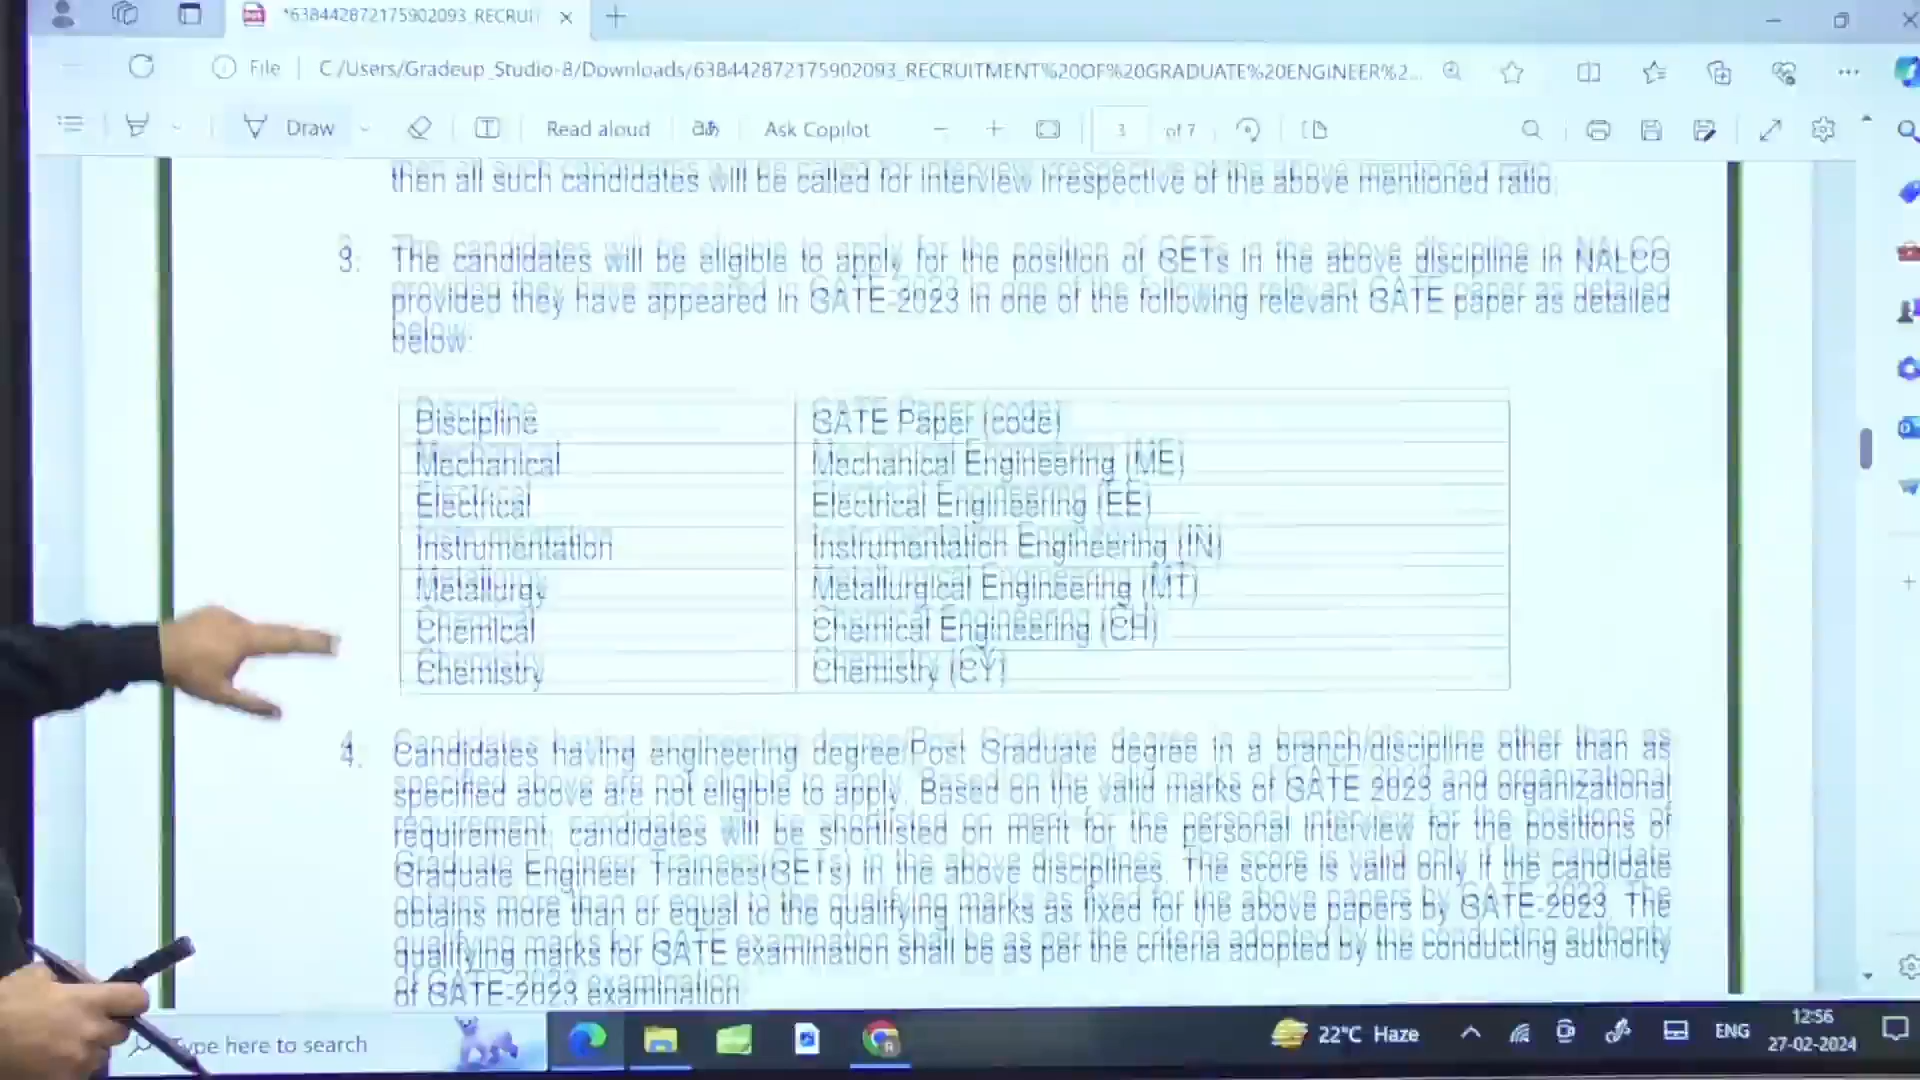 *638442872175902093_RECRUI
File
C:/Users/Gradeup_Studio-8/Downloads/638442872175902093_RECRUITMENT%20OF%20GRADUATE%20ENGINEER%2...
Draw
Read aloud
Ask Copilot
3 of 7
then all such candidates will be called for interview irrespective of the above mentioned ratio.
3. The candidates will be eligible to apply for the position of GETs in the above discipline in NALCO
provided they have appeared in GATE-2023 in one of the following relevant GATE paper as detailed
below:
Discipline GATE Paper (code)
Mechanical Mechanical Engineering (ME)
Electrical Electrical Engineering (EE)
Instrumentation Instrumentation Engineering (IN)
Metallurgy Metallurgical Engineering (MT)
Chemical Chemical Engineering (CH)
Chemistry Chemistry (CY)
4. Candidates having engineering degree/Post Graduate degree in a branch/discipline other than as
specified above are not eligible to apply. Based on the valid marks of GATE 2023 and organizational
requirement, candidates will be shortlisted on merit for the personal interview for the positions of
Graduate Engineer Trainees(GETs) in the above disciplines. The score is valid only if the candidate
obtains more than or equal to the qualifying marks as fixed for the above papers by GATE-2023. The
qualifying marks for GATE examination shall be as per the criteria adopted by the conducting authority
of GATE-2023 examination
Type here to search
22°C Haze
ENG
12:56
27-02-2024